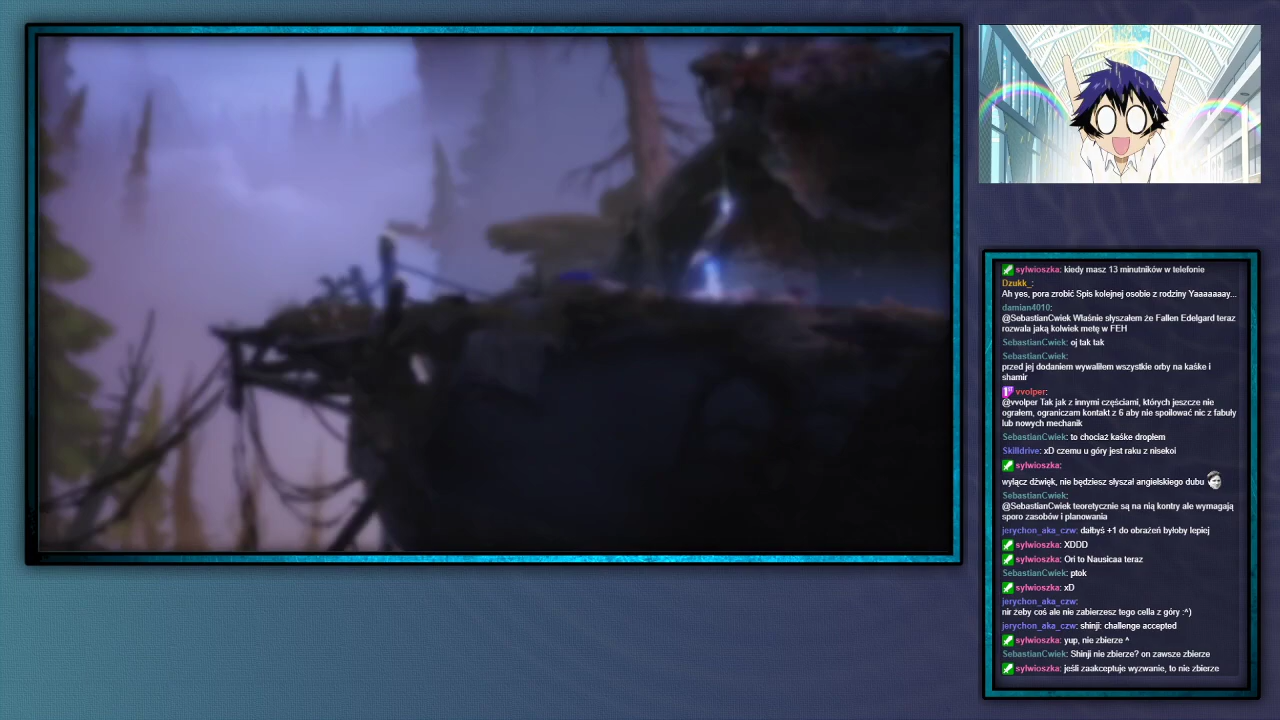 sylwioszka: kiedy masz 13 minutników w telefonie
Dzukk_:
Ah yes, pora zrobić Spis kolejnej osobie z rodziny Yaaaaaaay...
damian4010:
@SebastianCwiek Właśnie słyszałem że Fallen Edelgard teraz
rozwala jaką kolwiek metę w FEH
SebastianCwiek: oj tak tak
SebastianCwiek:
przed jej dodaniem wywaliłem wszystkie orby na kaśke i
shamir
vvolper:
@vvolper Tak jak z innymi częściami, których jeszcze nie
ograłem, ograniczam kontakt z 6 aby nie spoilować nic z fabuły
lub nowych mechanik
SebastianCwiek: to chociaż kaśke dropłem
Skilldrive: xD czemu u góry jest raku z nisekoi
sylwioszka:
wyłącz dźwięk, nie będziesz słyszał angielskiego dubu
SebastianCwiek:
@SebastianCwiek teoretycznie są na nią kontry ale wymagają
sporo zasobów i planowania
jerychon_aka_czw: dałbyś +1 do obrażeń byłoby lepiej
sylwioszka: XDDD
sylwioszka: Ori to Nausicaa teraz
SebastianCwiek: ptok
sylwioszka: xD
jerychon_aka_czw:
nir żeby coś ale nie zabierzesz tego cella z góry :^)
jerychon_aka_czw: shinji: challenge accepted
sylwioszka: yup, nie zbierze ^
SebastianCwiek: Shinji nie zbierze? on zawsze zbierze
sylwioszka: jeśli zaakceptuje wyzwanie, to nie zbierze